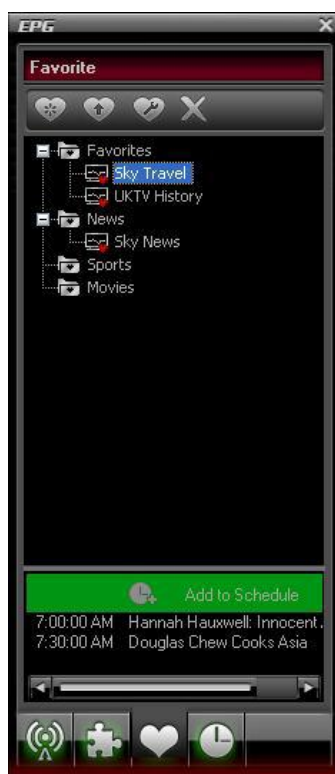 EPG
Favorite
Favorites
Sky Travel
UKTV History
News
Sky News
Sports
Movies
Add to Schedule
7:00:00 AM Hannah Hauxwell: Innocent.
7:30:00 AM Douglas Chew Cooks Asia